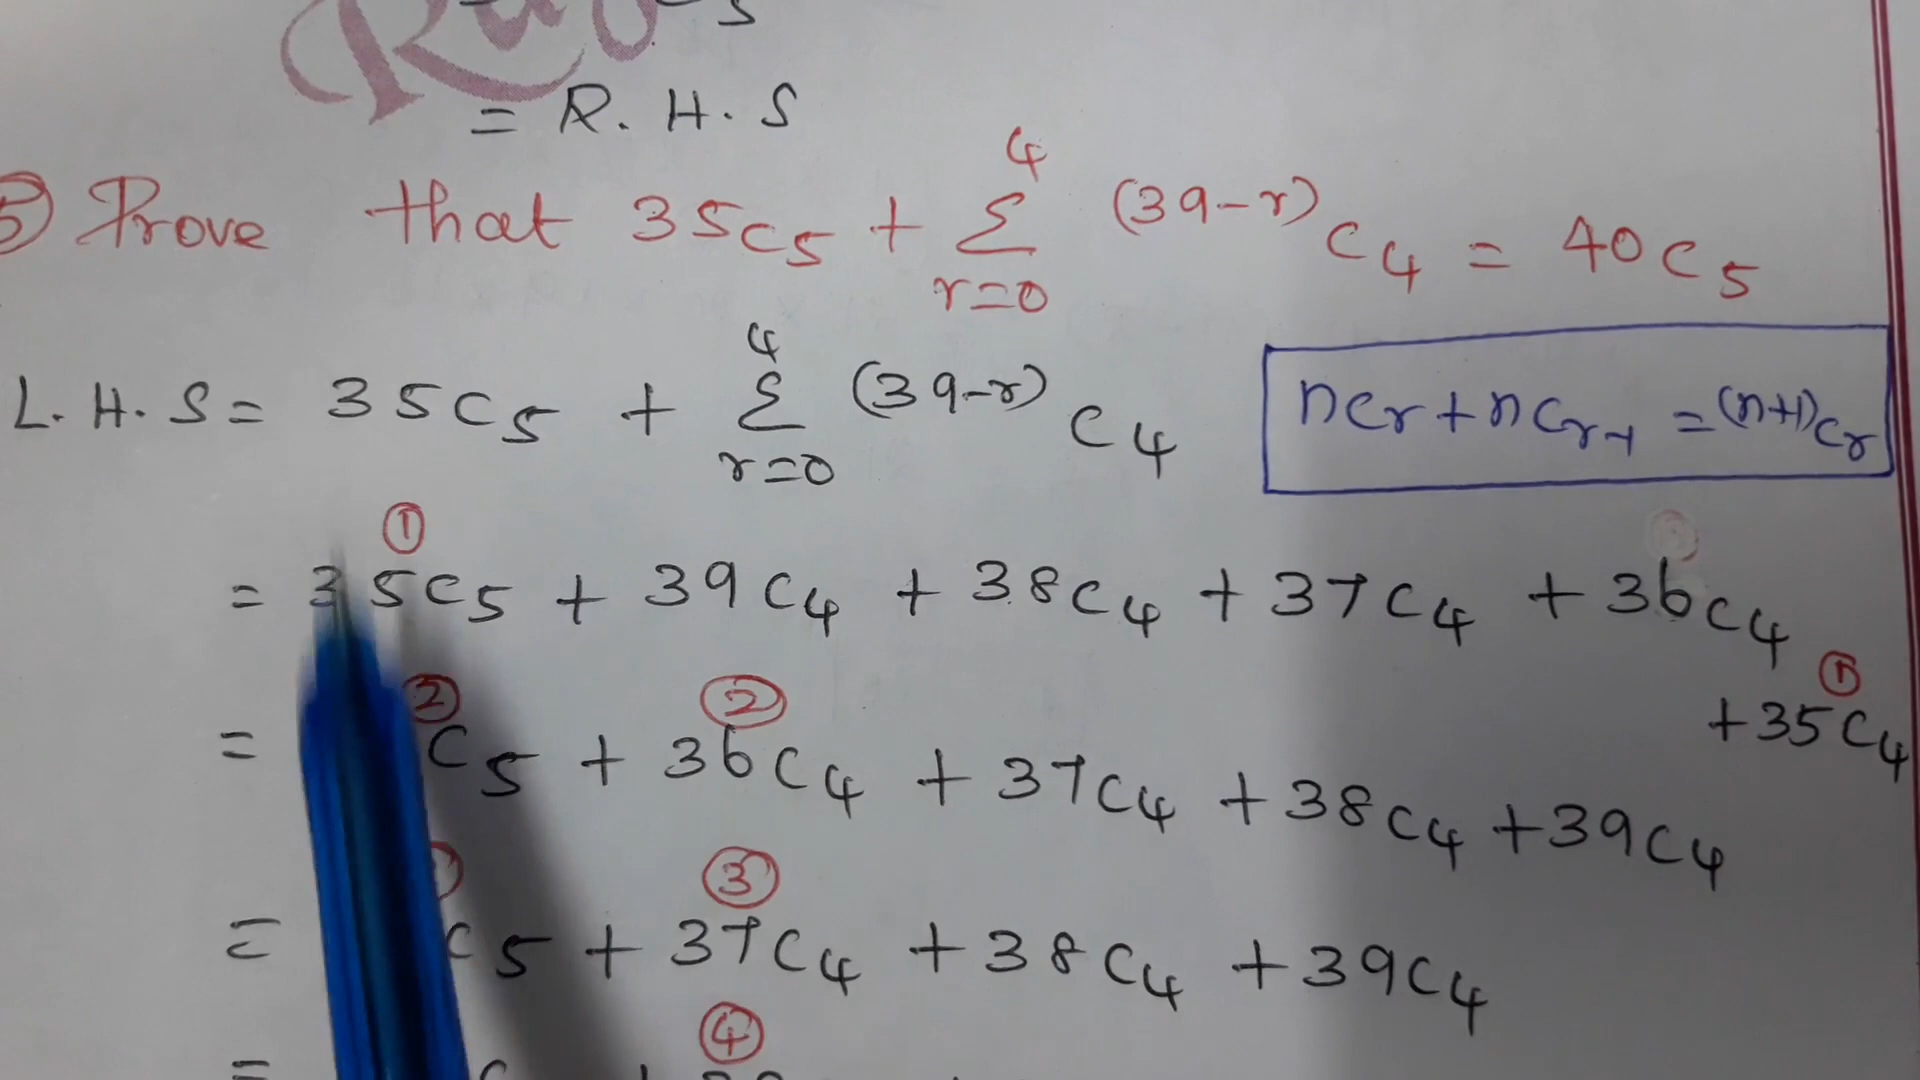 = R. H. S
5) Prove that 35C₅ + Σ (r=0 to 4) ⁽³⁹⁻ʳ⁾C₄ = 40C₅
L. H. S = 35C₅ + Σ (r=0 to 4) ⁽³⁹⁻ʳ⁾C₄
nCr + nCr-1 = (n+1)Cr
①
= 35C₅ + 39C₄ + 38C₄ + 37C₄ + 36C₄
①
+ 35C₄
② ②
= C₅ + 36C₄ + 37C₄ + 38C₄ + 39C₄
③
= C₅ + 37C₄ + 38C₄ + 39C₄
④
=